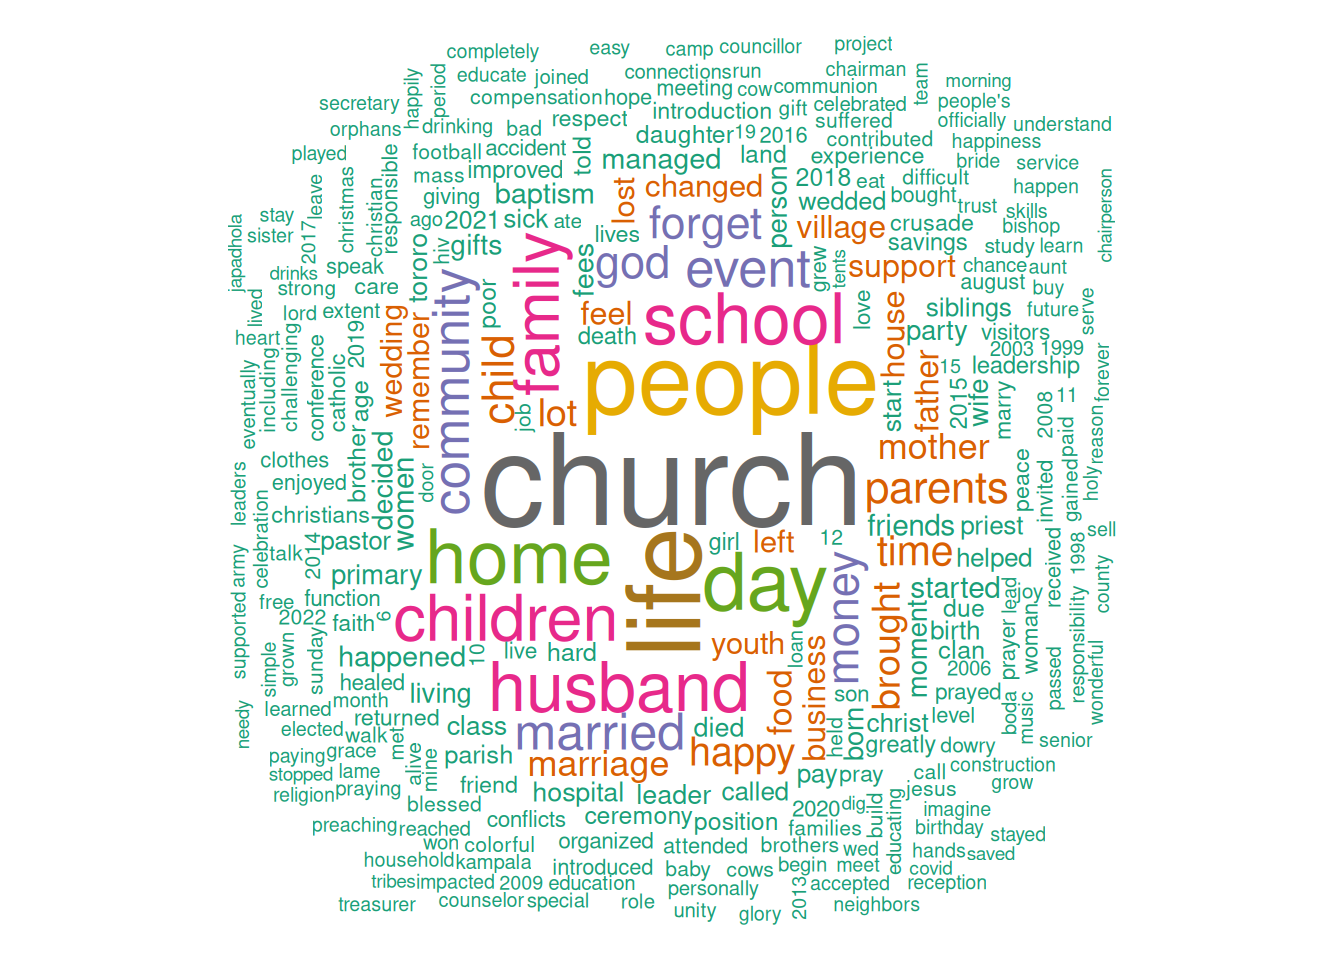 completely easy camp councillor project
happily period educate joined connections run chairman team morning
secretary compensation hope meeting cow communion people's
orphans drinking bad respect introduction gift celebrated officially understand
played football accident told daughter 19 2016 suffered contributed happiness
responsible mass improved managed land experience bride service
leave christmas christian giving baptism lost changed person 2018 eat difficult happen chairperson
stay ago 2021 sick ate forget wedded bought trust skills
japadhola sister 2017 tororo hiv gifts lives village crusade bishop
drinks speak family fees god event grew tents support savings study learn
lived strong care community poor chance aunt
lord extent feel school love house siblings august buy future serve
heart wedding remember child death party visitors
including challenging conference catholic age 2019 people father 15 leadership 2003 1999 forever
eventually job lot start 2015 wife marry 2008 11
clothes brother decided women door church mother peace invited gained paid reason
leaders enjoyed parents holy
celebration christians friends priest sell
army talk 2014 pastor home life girl left 12 time helped received 1998
supported primary day money started lead joy county
free function children brought moment due prayer woman responsibility
2022 faith 6 youth loan business birth
simple grown sunday happened 10 live hard clan passed wonderful
healed living husband food 2006 boda music
needy learned month son prayed
elected returned class married died held born christ level
walk met happy greatly dowry senior
paying grace alive mine parish marriage construction
stopped lame friend pay pray call grow
religion praying hospital leader called jesus
blessed 2020 dig build imagine
preaching reached conflicts ceremony position families educating birthday stayed
won colorful organized attended brothers wed hands saved
household kampala introduced baby cows begin meet covid
tribes impacted 2009 education personally accepted reception
treasurer counselor special role unity glory 2013 neighbors